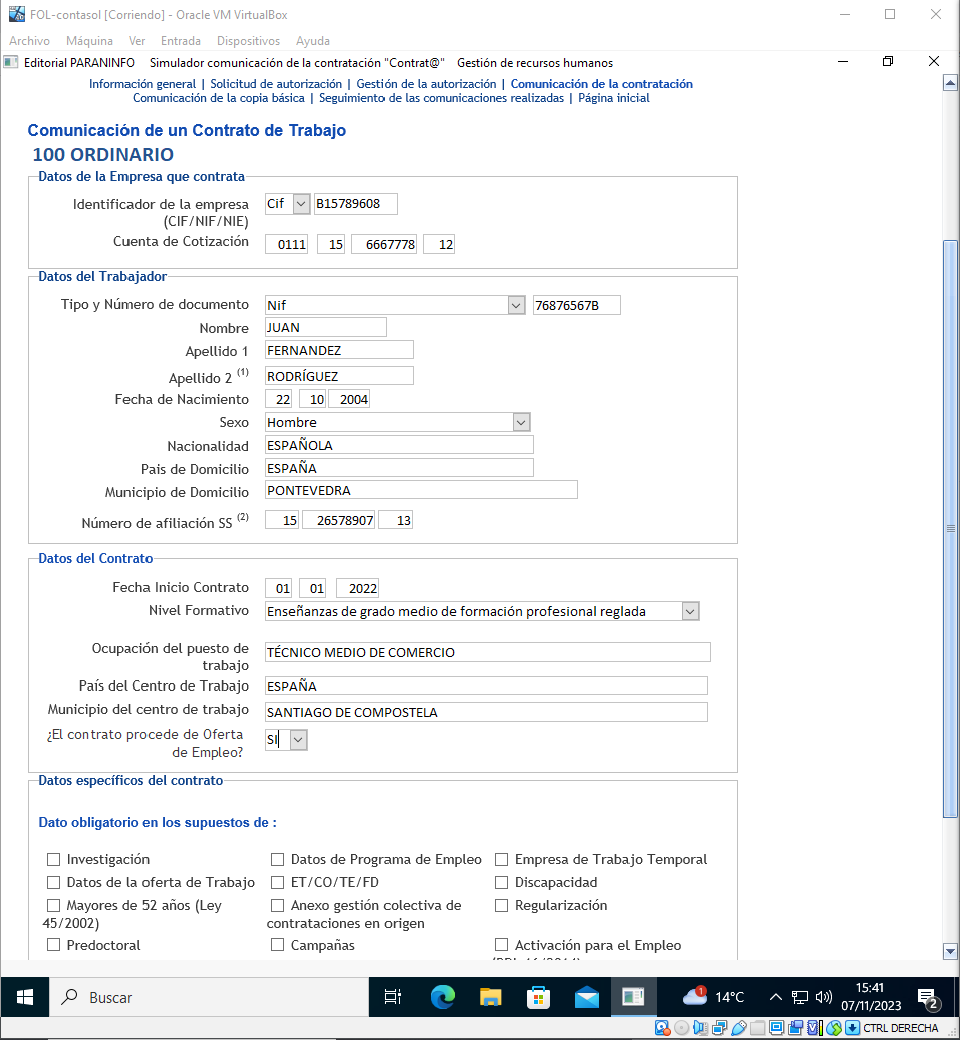 FOL-contasol [Corriendo] - Oracle VM VirtualBox
Archivo Máquina Ver Entrada Dispositivos Ayuda
Editorial PARANINFO Simulador comunicación de la contratación "Contrat@" Gestión de recursos humanos
Información general | Solicitud de autorización | Gestión de la autorización | Comunicación de la contratación
Comunicación de la copia básica | Seguimiento de las comunicaciones realizadas | Página inicial
Comunicación de un Contrato de Trabajo
100 ORDINARIO
Datos de la Empresa que contrata
Identificador de la empresa Cif B15789608
(CIF/NIF/NIE)
Cuenta de Cotización 0111 15 6667778 12
Datos del Trabajador
Tipo y Número de documento Nif 76876567B
Nombre JUAN
Apellido 1 FERNANDEZ
Apellido 2 (1) RODRÍGUEZ
Fecha de Nacimiento 22 10 2004
Sexo Hombre
Nacionalidad ESPAÑOLA
Pais de Domicilio ESPAÑA
Municipio de Domicilio PONTEVEDRA
Número de afiliación SS (2) 15 26578907 13
Datos del Contrato
Fecha Inicio Contrato 01 01 2022
Nivel Formativo Enseñanzas de grado medio de formación profesional reglada
Ocupación del puesto de TÉCNICO MEDIO DE COMERCIO
trabajo
País del Centro de Trabajo ESPAÑA
Municipio del centro de trabajo SANTIAGO DE COMPOSTELA
¿El contrato procede de Oferta SI
de Empleo?
Datos específicos del contrato
Dato obligatorio en los supuestos de :
Investigación Datos de Programa de Empleo Empresa de Trabajo Temporal
Datos de la oferta de Trabajo ET/CO/TE/FD Discapacidad
Mayores de 52 años (Ley Anexo gestión colectiva de Regularización
45/2002) contrataciones en origen
Predoctoral Campañas Activación para el Empleo
Buscar 1 14°C 15:41
07/11/2023 2
CTRL DERECHA